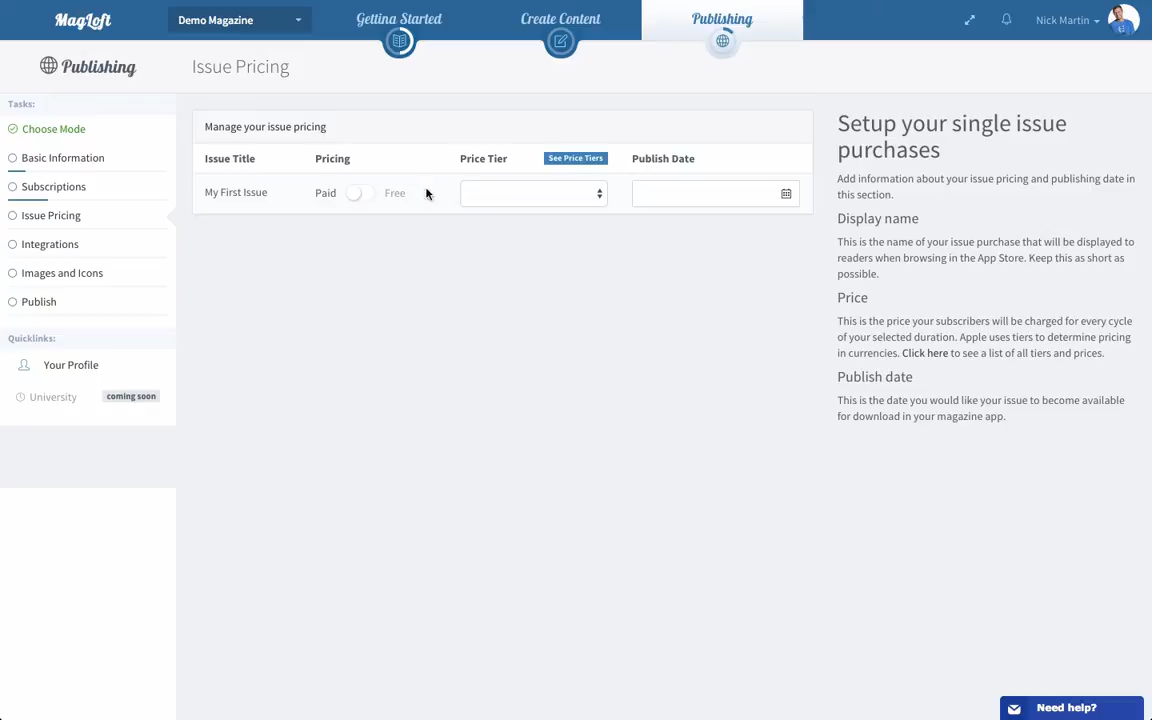 MagLoft
Demo Magazine
Getting Started
Create Content
Publishing
Nick Martin
Publishing
Issue Pricing
Tasks:
Choose Mode
Basic Information
Subscriptions
Issue Pricing
Integrations
Images and Icons
Publish
Quicklinks:
Your Profile
University coming soon
Manage your issue pricing
Issue Title Pricing Price Tier See Price Tiers Publish Date
My First Issue Paid Free
Setup your single issue
purchases
Add information about your issue pricing and publishing date in
this section.
Display name
This is the name of your issue purchase that will be displayed to
readers when browsing in the App Store. Keep this as short as
possible.
Price
This is the price your subscribers will be charged for every cycle
of your selected duration. Apple uses tiers to determine pricing
in currencies. Click here to see a list of all tiers and prices.
Publish date
This is the date you would like your issue to become available
for download in your magazine app.
Need help?